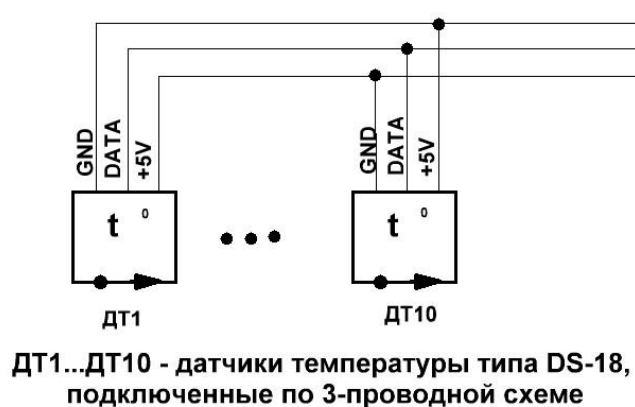 GND DATA +5V GND DATA +5V
t 0 t 0
ДТ1 ДТ10
ДТ1...ДТ10 - датчики температуры типа DS-18,
подключенные по 3-проводной схеме